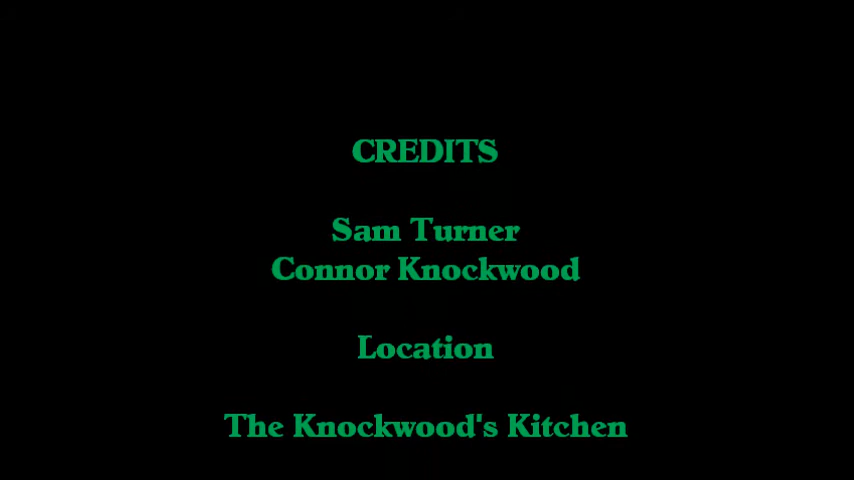 CREDITS
Sam Turner
Connor Knockwood
Location
The Knockwood's Kitchen